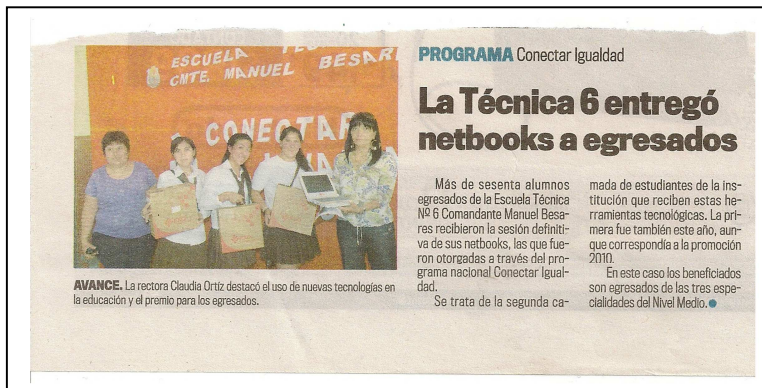 ESCUELA TEC
CMTE. MANUEL BESAR
CONECTAR
PROGRAMA Conectar Igualdad
La Técnica 6 entregó
netbooks a egresados
Más de sesenta alumnos
egresados de la Escuela Técnica
Nº 6 Comandante Manuel Besa-
res recibieron la sesión definiti-
va de sus netbooks, las que fue-
ron otorgadas a través del pro-
grama nacional Conectar Igual-
dad.
Se trata de la segunda ca-
mada de estudiantes de la ins-
titución que reciben estas he-
rramientas tecnológicas. La pri-
mera fue también este año, aun-
que correspondía a la promoción
2010.
En este caso los beneficiados
son egresados de las tres espe-
cialidades del Nivel Medio.
AVANCE. La rectora Claudia Ortíz destacó el uso de nuevas tecnologías en
la educación y el premio para los egresados.